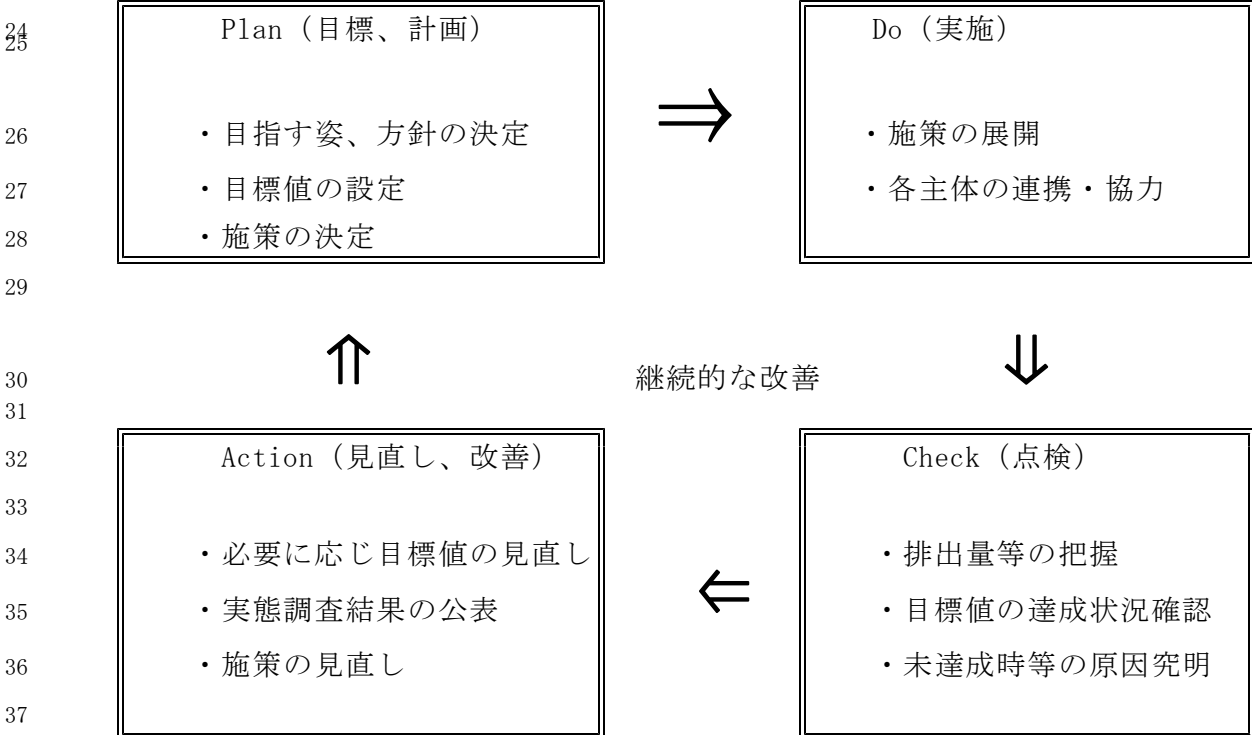 24
25
Plan（目標、計画）
Do（実施）
⇒
26
・目指す姿、方針の決定
・施策の展開
27
・目標値の設定
・各主体の連携・協力
28
・施策の決定
29
⇑
⇓
30
継続的な改善
31
32
Action（見直し、改善）
Check（点検）
33
34
・必要に応じ目標値の見直し
・排出量等の把握
⇐
35
・実態調査結果の公表
・目標値の達成状況確認
36
・施策の見直し
・未達成時等の原因究明
37